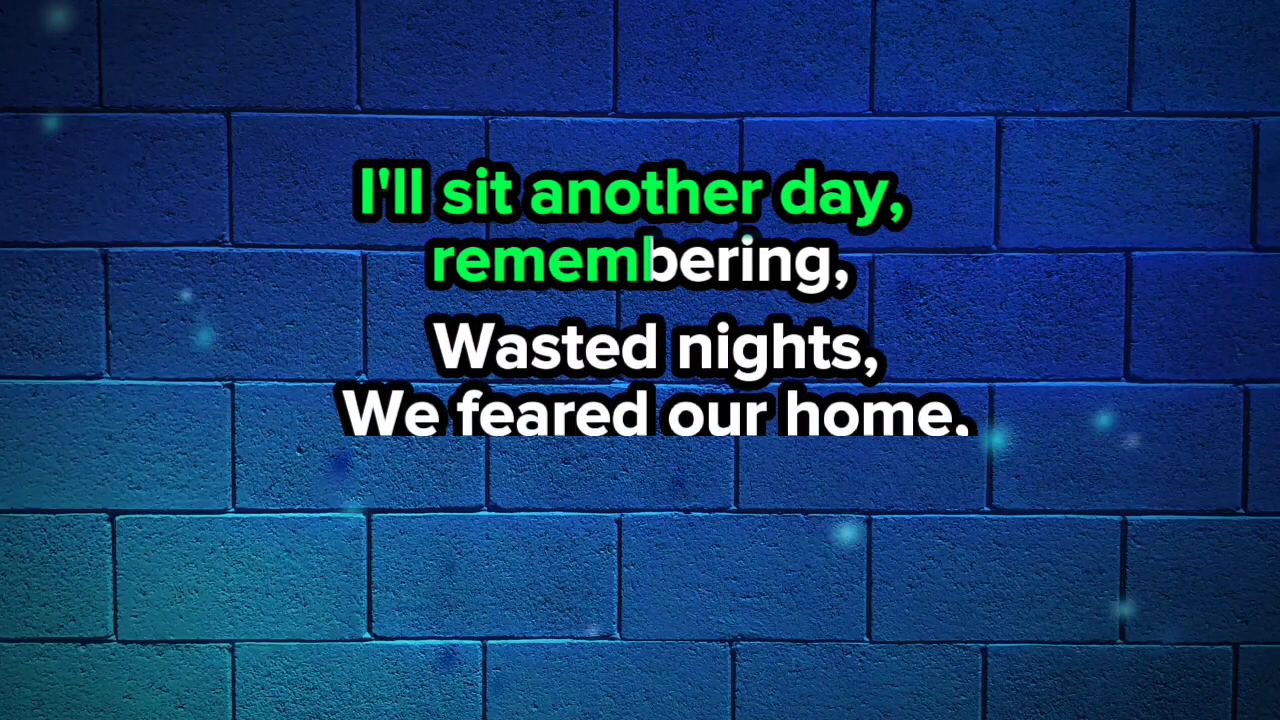 I'll sit another day,
remembering,
Wasted nights,
We feared our home,